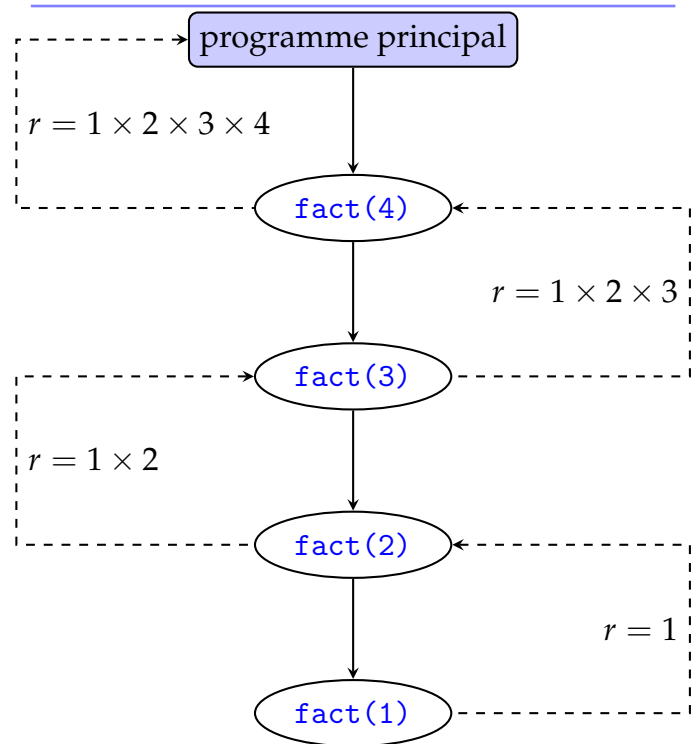 programme principal
r = 1 × 2 × 3 × 4
fact(4)
r = 1 × 2 × 3
fact(3)
r = 1 × 2
fact(2)
r = 1
fact(1)